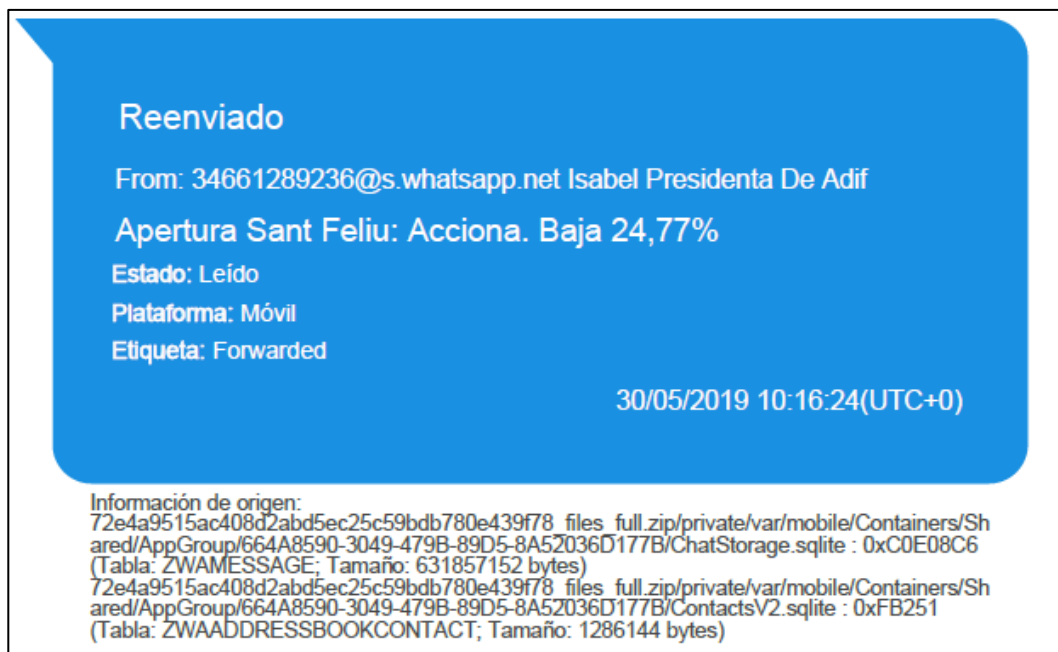 Reenviado
From: 34661289236@s.whatsapp.net Isabel Presidenta De Adif
Apertura Sant Feliu: Acciona. Baja 24,77%
Estado: Leído
Plataforma: Móvil
Etiqueta: Forwarded
30/05/2019 10:16:24(UTC+0)
Información de origen:
72e4a9515ac408d2abd5ec25c59bdb780e439f78_files_full.zip/private/var/mobile/Containers/Sh
ared/AppGroup/664A8590-3049-479B-89D5-8A52036D177B/ChatStorage.sqlite : 0xC0E08C6
(Tabla: ZWAMESSAGE; Tamaño: 631857152 bytes)
72e4a9515ac408d2abd5ec25c59bdb780e439f78_files_full.zip/private/var/mobile/Containers/Sh
ared/AppGroup/664A8590-3049-479B-89D5-8A52036D177B/ContactsV2.sqlite : 0xFB251
(Tabla: ZWAADDRESSBOOKCONTACT; Tamaño: 1286144 bytes)